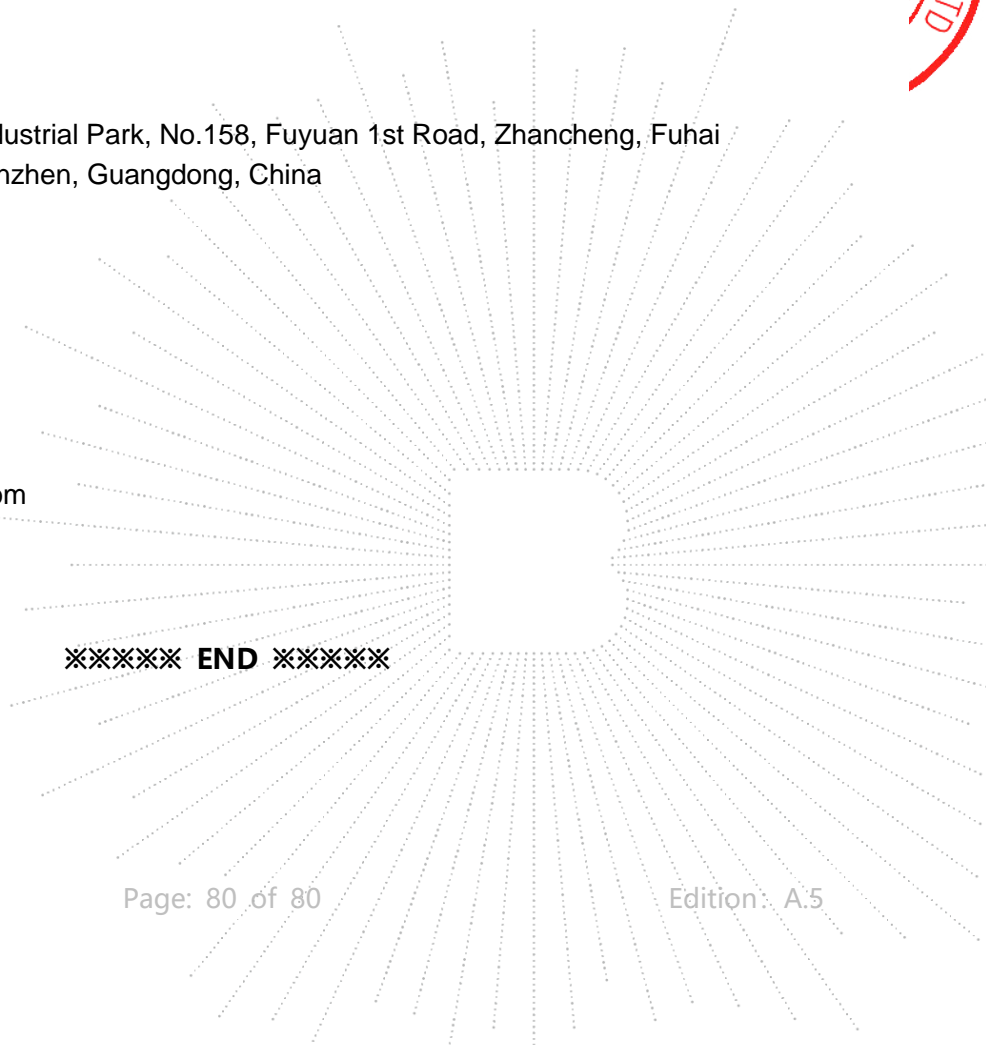 TD
dustrial Park, No.158, Fuyuan 1st Road, Zhancheng, Fuhai
nzhen, Guangdong, China
om
※※※※※ END ※※※※※
Page: 80 of 80 Edition：A.5